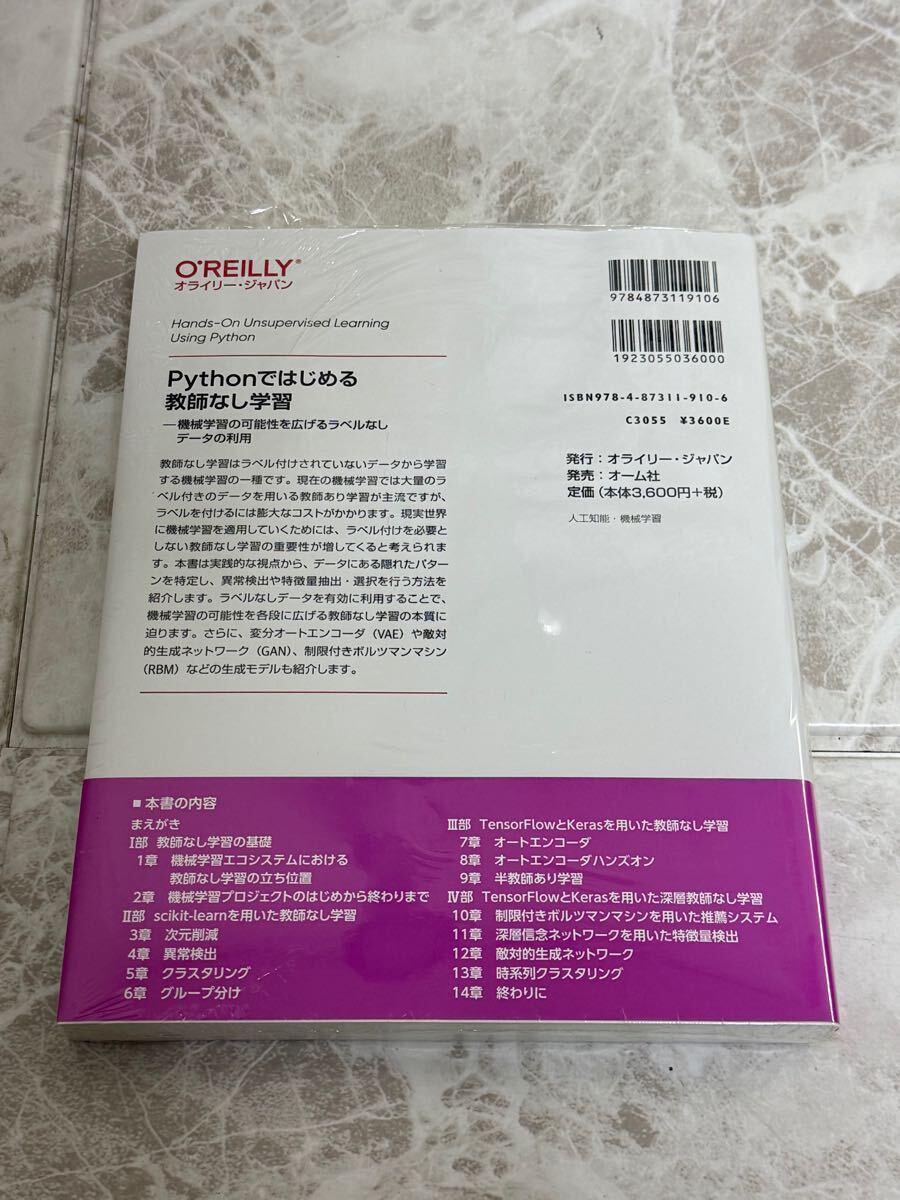 O'REILLY®
オライリー・ジャパン
Hands-On Unsupervised Learning
Using Python
Pythonではじめる
教師なし学習
―機械学習の可能性を広げるラベルなし
データの利用
教師なし学習はラベル付けされていないデータから学習
する機械学習の一種です。現在の機械学習では大量のラ
ベル付きのデータを用いる教師あり学習が主流ですが、
ラベルを付けるには膨大なコストがかかります。現実世界
に機械学習を適用していくためには、ラベル付けを必要と
しない教師なし学習の重要性が増してくると考えられま
す。本書は実践的な視点から、データにある隠れたパター
ンを特定し、異常検出や特徴量抽出・選択を行う方法を
紹介します。ラベルなしデータを有効に利用することで、
機械学習の可能性を各段に広げる教師なし学習の本質に
迫ります。さらに、変分オートエンコーダ（VAE）や敵対
的生成ネットワーク（GAN）、制限付きボルツマンマシン
（RBM）などの生成モデルも紹介します。
9784873119106
1923055036000
ISBN978-4-87311-910-6
C3055 ¥3600E
発行：オライリー・ジャパン
発売：オーム社
定価（本体3,600円+税）
人工知能・機械学習
■本書の内容
まえがき
I部 教師なし学習の基礎
1章 機械学習エコシステムにおける
教師なし学習の立ち位置
2章 機械学習プロジェクトのはじめから終わりまで
II部 scikit-learnを用いた教師なし学習
3章 次元削減
4章 異常検出
5章 クラスタリング
6章 グループ分け
III部 TensorFlowとKerasを用いた教師なし学習
7章 オートエンコーダ
8章 オートエンコーダハンズオン
9章 半教師あり学習
IV部 TensorFlowとKerasを用いた深層教師なし学習
10章 制限付きボルツマンマシンを用いた推薦システム
11章 深層信念ネットワークを用いた特徴量検出
12章 敵対的生成ネットワーク
13章 時系列クラスタリング
14章 終わりに